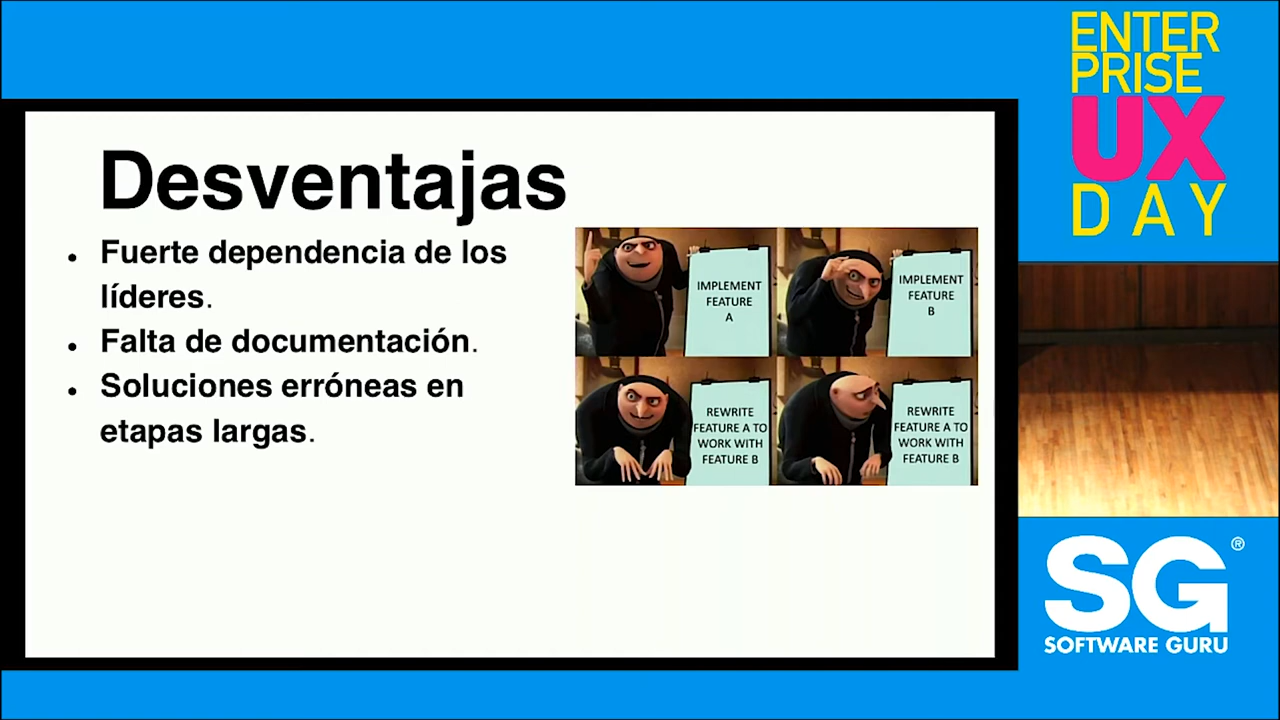 Desventajas
• Fuerte dependencia de los
líderes.
• Falta de documentación.
• Soluciones erróneas en
etapas largas.
IMPLEMENT
FEATURE
A
IMPLEMENT
FEATURE
B
REWRITE
FEATURE A TO
WORK WITH
FEATURE B
REWRITE
FEATURE A TO
WORK WITH
FEATURE B
ENTER
PRISE
UX
DAY
SG®
SOFTWARE GURU